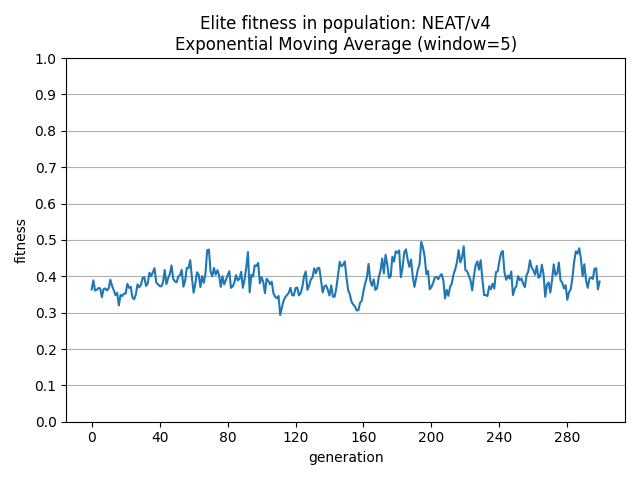 Elite fitness in population: NEAT/v4
Exponential Moving Average (window=5)
1.0
0.9
0.8
0.7
0.6
0.5
0.4
0.3
0.2
0.1
0.0
fitness
0 40 80 120 160 200 240 280
generation